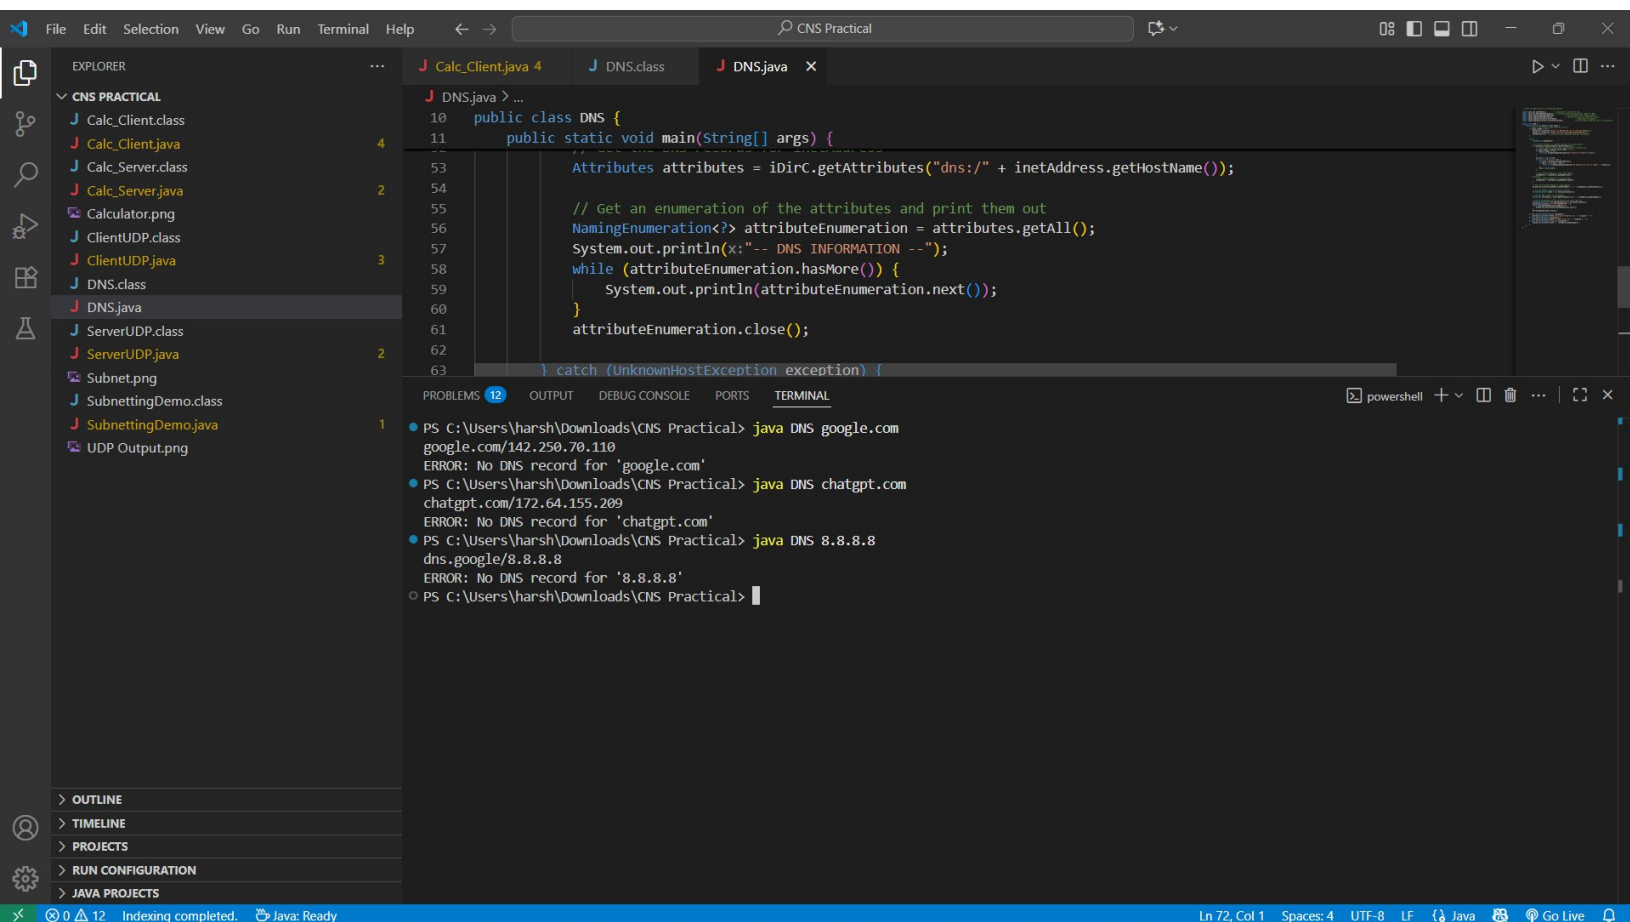 File Edit Selection View Go Run Terminal Help
CNS Practical
EXPLORER
CNS PRACTICAL
Calc_Client.class
Calc_Client.java 4
Calc_Server.class
Calc_Server.java 2
Calculator.png
ClientUDP.class
ClientUDP.java 3
DNS.class
DNS.java
ServerUDP.class
ServerUDP.java 2
Subnet.png
SubnettingDemo.class
SubnettingDemo.java 1
UDP Output.png
OUTLINE
TIMELINE
PROJECTS
RUN CONFIGURATION
JAVA PROJECTS
Calc_Client.java 4 DNS.class DNS.java
DNS.java > ...
10 public class DNS {
11 public static void main(String[] args) {
53 Attributes attributes = iDirC.getAttributes("dns:/" + inetAddress.getHostName());
54
55 // Get an enumeration of the attributes and print them out
56 NamingEnumeration<?> attributeEnumeration = attributes.getAll();
57 System.out.println(x:"-- DNS INFORMATION --");
58 while (attributeEnumeration.hasMore()) {
59 System.out.println(attributeEnumeration.next());
60 }
61 attributeEnumeration.close();
62
63 } catch (UnknownHostException exception) {
PROBLEMS 12 OUTPUT DEBUG CONSOLE PORTS TERMINAL
powershell
PS C:\Users\harsh\Downloads\CNS Practical> java DNS google.com
google.com/142.250.70.110
ERROR: No DNS record for 'google.com'
PS C:\Users\harsh\Downloads\CNS Practical> java DNS chatgpt.com
chatgpt.com/172.64.155.209
ERROR: No DNS record for 'chatgpt.com'
PS C:\Users\harsh\Downloads\CNS Practical> java DNS 8.8.8.8
dns.google/8.8.8.8
ERROR: No DNS record for '8.8.8.8'
PS C:\Users\harsh\Downloads\CNS Practical>
0 12 Indexing completed. Java: Ready
Ln 72, Col 1 Spaces: 4 UTF-8 LF Java Go Live